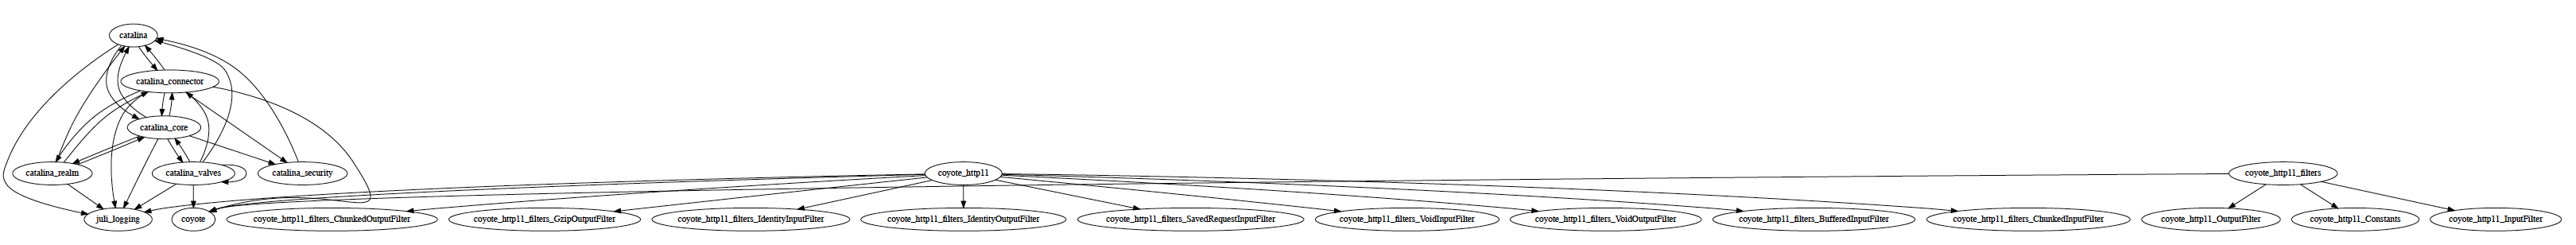 catalina
catalina_connector
catalina_core
catalina_realm
catalina_valves
catalina_security
coyote_http11
coyote_http11_filters
juli_logging
coyote
coyote_http11_filters_ChunkedOutputFilter
coyote_http11_filters_GzipOutputFilter
coyote_http11_filters_IdentityInputFilter
coyote_http11_filters_IdentityOutputFilter
coyote_http11_filters_SavedRequestInputFilter
coyote_http11_filters_VoidInputFilter
coyote_http11_filters_VoidOutputFilter
coyote_http11_filters_BufferedInputFilter
coyote_http11_filters_ChunkedInputFilter
coyote_http11_OutputFilter
coyote_http11_Constants
coyote_http11_InputFilter